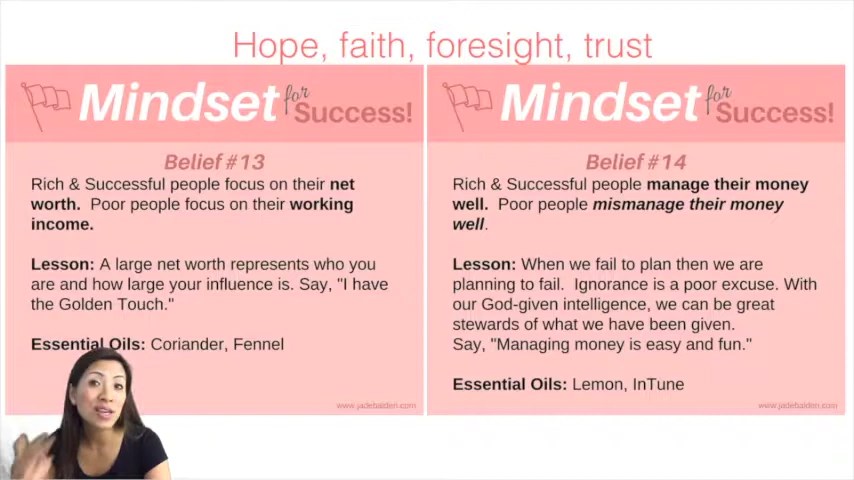 Hope, faith, foresight, trust
Mindset for Success!
Belief #13
Rich & Successful people focus on their net
worth. Poor people focus on their working
income.
Lesson: A large net worth represents who you
are and how large your influence is. Say, "I have
the Golden Touch."
Essential Oils: Coriander, Fennel
www.jadebalden.com
Mindset for Success!
Belief #14
Rich & Successful people manage their money
well. Poor people mismanage their money
well.
Lesson: When we fail to plan then we are
planning to fail. Ignorance is a poor excuse. With
our God-given intelligence, we can be great
stewards of what we have been given.
Say, "Managing money is easy and fun."
Essential Oils: Lemon, InTune
www.jadebalden.com